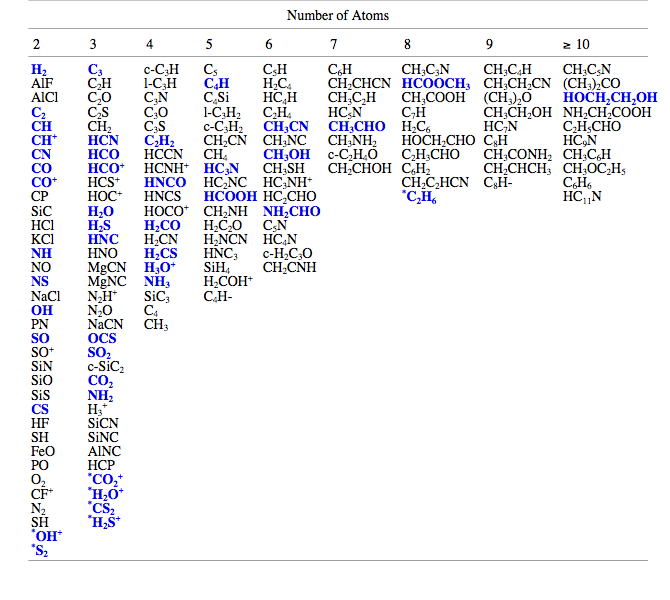 Number of Atoms
2 3 4 5 6 7 8 9 ≥ 10
H₂ C₃ c-C₃H C₅ C₅H C₆H CH₃C₃N CH₃C₄H CH₃C₅N
AlF C₂H l-C₃H C₄H H₂C₄ CH₂CHCN HCOOCH₃ CH₃CH₂CN (CH₃)₂CO
AlCl C₂O C₃N C₄Si HC₄H CH₃C₂H CH₃COOH (CH₃)₂O HOCH₂CH₂OH
C₂ C₂S C₃O l-C₃H₂ C₂H₄ HC₅N C₇H CH₃CH₂OH NH₂CH₂COOH
CH CH₂ C₃S c-C₃H₂ CH₃CN CH₃CHO H₂C₆ HC₇N C₂H₅CHO
CH⁺ HCN C₂H₂ CH₂CN CH₃NC CH₃NH₂ HOCH₂CHO C₈H HC₉N
CN HCO HCCN CH₄ CH₃OH c-C₂H₄O C₂H₃CHO CH₃CONH₂ CH₃C₆H
CO HCO⁺ HCNH⁺ HC₃N CH₃SH CH₂CHOH C₆H₂ CH₂CHCH₃ CH₃OC₂H₅
CO⁺ HCS⁺ HNCO HC₂NC HC₃NH⁺ CH₂C₂HCN C₈H- C₆H₆
CP HOC⁺ HNCS HCOOH HC₂CHO *C₂H₆ HC₁₁N
SiC H₂O HOCO⁺ CH₂NH NH₂CHO
HCl H₂S H₂CO H₂C₂O C₅N
KCl HNC H₂CN H₂NCN HC₄N
NH HNO H₂CS HNC₃ c-H₂C₃O
NO MgCN H₃O⁺ SiH₄ CH₂CNH
NS MgNC NH₃ H₂COH⁺
NaCl N₂H⁺ SiC₃ C₄H-
OH N₂O C₄
PN NaCN CH₃
SO OCS
SO⁺ SO₂
SiN c-SiC₂
SiO CO₂
SiS NH₂
CS H₃⁺
HF SiCN
SH SiNC
FeO AlNC
PO HCP
O₂ *CO₂⁺
CF⁺ *H₂O⁺
N₂ *CS₂
SH *H₂S⁺
*OH⁺
*S₂